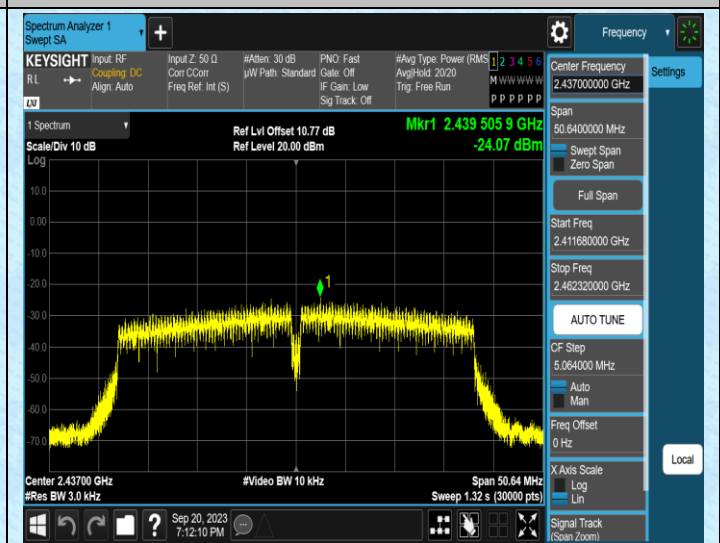 Spectrum Analyzer 1
Swept SA
Frequency
KEYSIGHT
RL
LXI
Input: RF
Coupling: DC
Align: Auto
Input Z: 50 Ω
Corr CCorr
Freq Ref: Int (S)
#Atten: 30 dB
µW Path: Standard
PNO: Fast
Gate: Off
IF Gain: Low
Sig Track: Off
#Avg Type: Power (RMS
Avg|Hold: 20/20
Trig: Free Run
1 2 3 4 5 6
M W W W W W
P P P P P P
1 Spectrum
Scale/Div 10 dB
Ref Lvl Offset 10.77 dB
Ref Level 20.00 dBm
Mkr1 2.439 505 9 GHz
-24.07 dBm
Log
10.0
0.00
-10.0
-20.0
-30.0
-40.0
-50.0
-60.0
-70.0
1
Center 2.43700 GHz
#Res BW 3.0 kHz
#Video BW 10 kHz
Span 50.64 MHz
Sweep 1.32 s (30000 pts)
Sep 20, 2023
7:12:10 PM
Center Frequency
2.437000000 GHz
Settings
Span
50.6400000 MHz
Swept Span
Zero Span
Full Span
Start Freq
2.411680000 GHz
Stop Freq
2.462320000 GHz
AUTO TUNE
CF Step
5.064000 MHz
Auto
Man
Freq Offset
0 Hz
Local
X Axis Scale
Log
Lin
Signal Track
(Span Zoom)